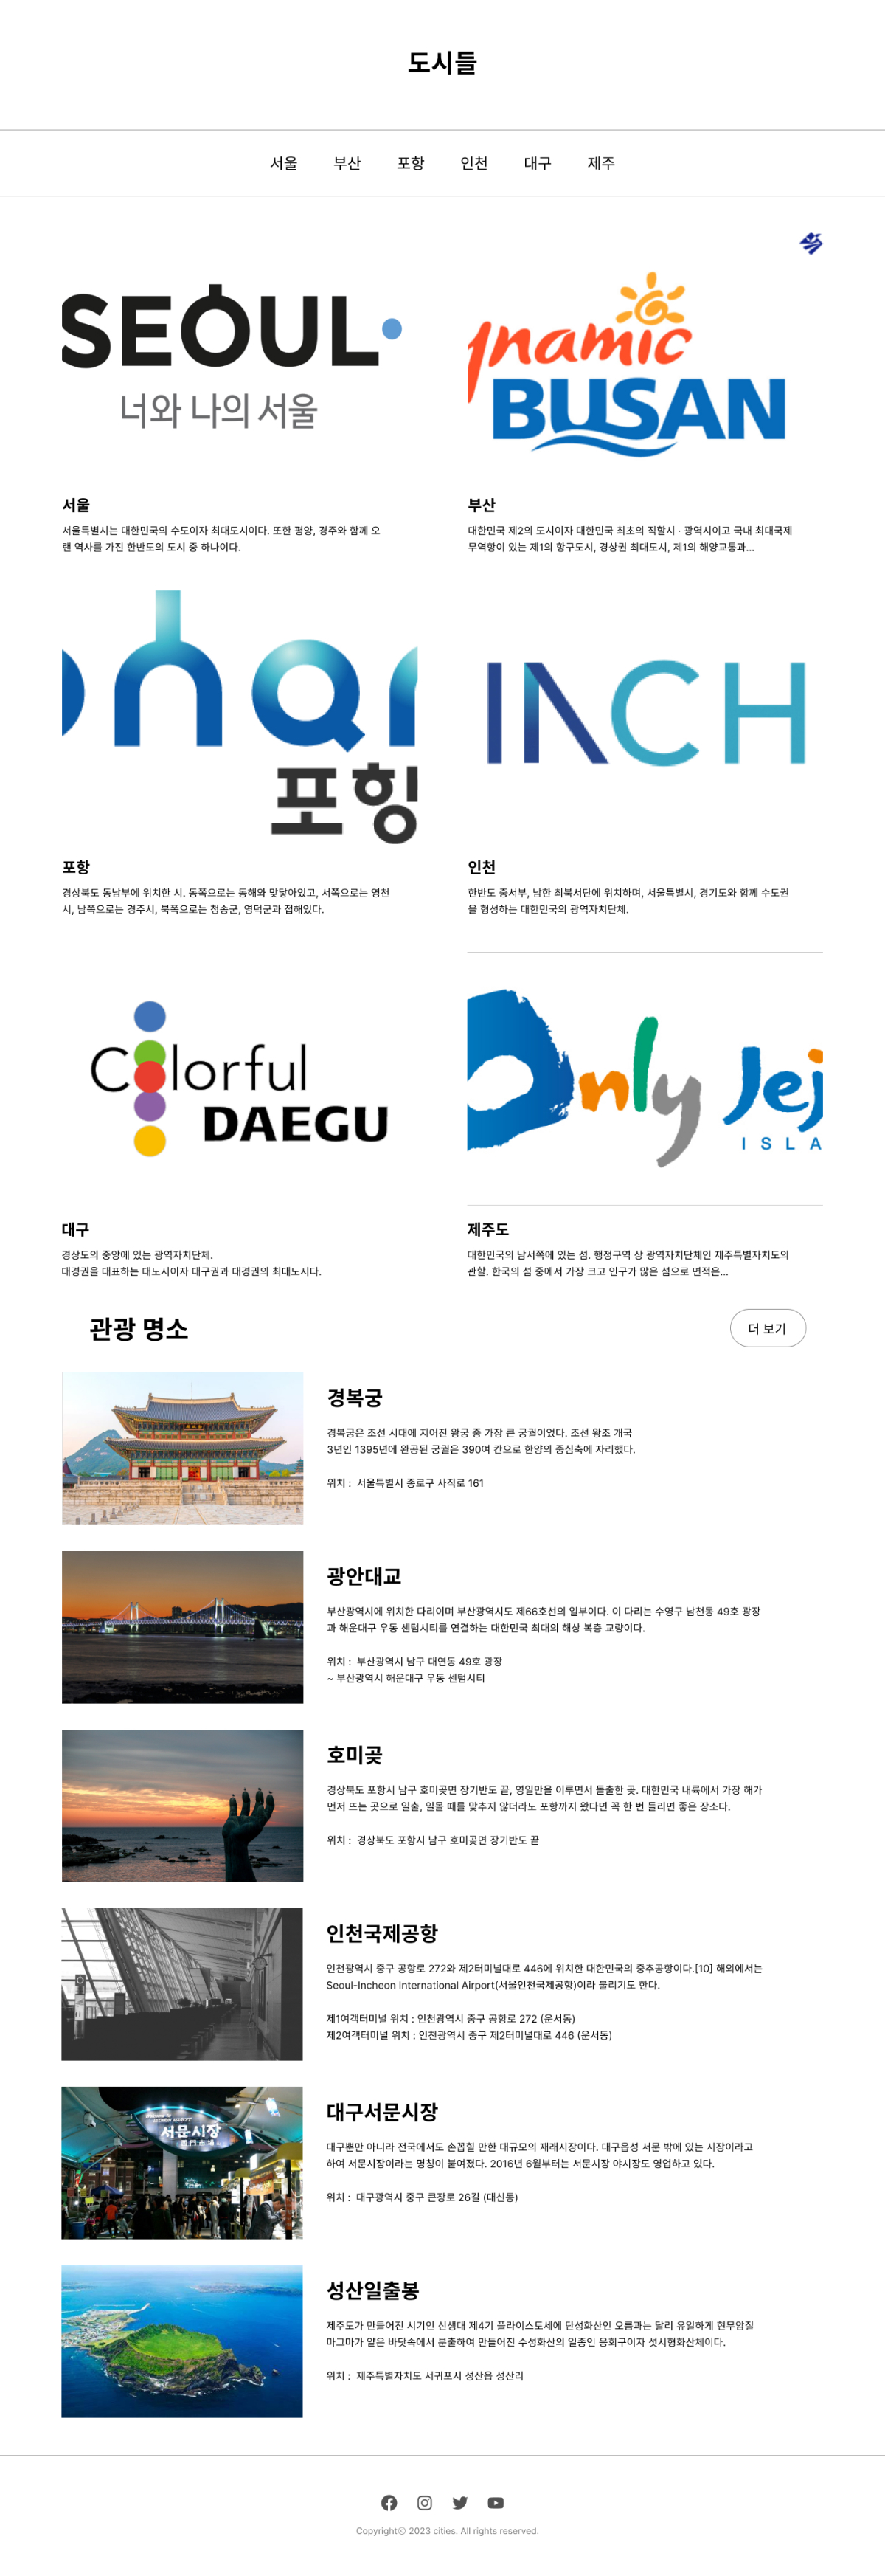 도시들
서울 부산 포항 인천 대구 제주
SEOUL
너와 나의 서울
서울
서울특별시는 대한민국의 수도이자 최대도시이다. 또한 평양, 경주와 함께 오
랜 역사를 가진 한반도의 도시 중 하나이다.
ynamic
BUSAN
부산
대한민국 제2의 도시이자 대한민국 최초의 직할시 · 광역시이고 국내 최대국제
무역항이 있는 제1의 항구도시, 경상권 최대도시, 제1의 해양교통과...
포항
포항
경상북도 동남부에 위치한 시. 동쪽으로는 동해와 맞닿아있고, 서쪽으로는 영천
시, 남쪽으로는 경주시, 북쪽으로는 청송군, 영덕군과 접해있다.
INCH
인천
한반도 중서부, 남한 최북서단에 위치하며, 서울특별시, 경기도와 함께 수도권
을 형성하는 대한민국의 광역자치단체.
Colorful
DAEGU
대구
경상도의 중앙에 있는 광역자치단체.
대경권을 대표하는 대도시이자 대구권과 대경권의 최대도시다.
Only Jej
ISLA
제주도
대한민국의 남서쪽에 있는 섬. 행정구역 상 광역자치단체인 제주특별자치도의
관할. 한국의 섬 중에서 가장 크고 인구가 많은 섬으로 면적은...
관광 명소
더 보기
경복궁
경복궁은 조선 시대에 지어진 왕궁 중 가장 큰 궁궐이었다. 조선 왕조 개국
3년인 1395년에 완공된 궁궐은 390여 칸으로 한양의 중심축에 자리했다.
위치 : 서울특별시 종로구 사직로 161
광안대교
부산광역시에 위치한 다리이며 부산광역시도 제66호선의 일부이다. 이 다리는 수영구 남천동 49호 광장
과 해운대구 우동 센텀시티를 연결하는 대한민국 최대의 해상 복층 교량이다.
위치 : 부산광역시 남구 대연동 49호 광장
~ 부산광역시 해운대구 우동 센텀시티
호미곶
경상북도 포항시 남구 호미곶면 장기반도 끝, 영일만을 이루면서 돌출한 곶. 대한민국 내륙에서 가장 해가
먼저 뜨는 곳으로 일출, 일몰 때를 맞추지 않더라도 포항까지 왔다면 꼭 한 번 들리면 좋은 장소다.
위치 : 경상북도 포항시 남구 호미곶면 장기반도 끝
인천국제공항
인천광역시 중구 공항로 272와 제2터미널대로 446에 위치한 대한민국의 중추공항이다.[10] 해외에서는
Seoul-Incheon International Airport(서울인천국제공항)이라 불리기도 한다.
제1여객터미널 위치 : 인천광역시 중구 공항로 272 (운서동)
제2여객터미널 위치 : 인천광역시 중구 제2터미널대로 446 (운서동)
서문시장
대구서문시장
대구뿐만 아니라 전국에서도 손꼽힐 만한 대규모의 재래시장이다. 대구읍성 서문 밖에 있는 시장이라고
하여 서문시장이라는 명칭이 붙여졌다. 2016년 6월부터는 서문시장 야시장도 영업하고 있다.
위치 : 대구광역시 중구 큰장로 26길 (대신동)
성산일출봉
제주도가 만들어진 시기인 신생대 제4기 플라이스토세에 단성화산인 오름과는 달리 유일하게 현무암질
마그마가 얕은 바닷속에서 분출하여 만들어진 수성화산의 일종인 응회구이자 섯시형화산체이다.
위치 : 제주특별자치도 서귀포시 성산읍 성산리
Copyrightⓒ 2023 cities. All rights reserved.